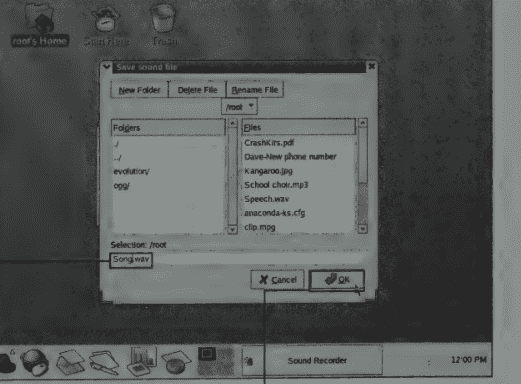 root's Home Start Here Trash
Save sound file
New Folder Delete File Rename File
/root
Folders
./
../
evolution/
ogg/
Files
CrashKits.pdf
Dave-New phone number
Kangaroo.jpg
School choir.mp3
Speech.wav
anaconda-ks.cfg
clip.mpg
Selection: /root
Song.wav
Cancel OK
Sound Recorder 12:00 PM